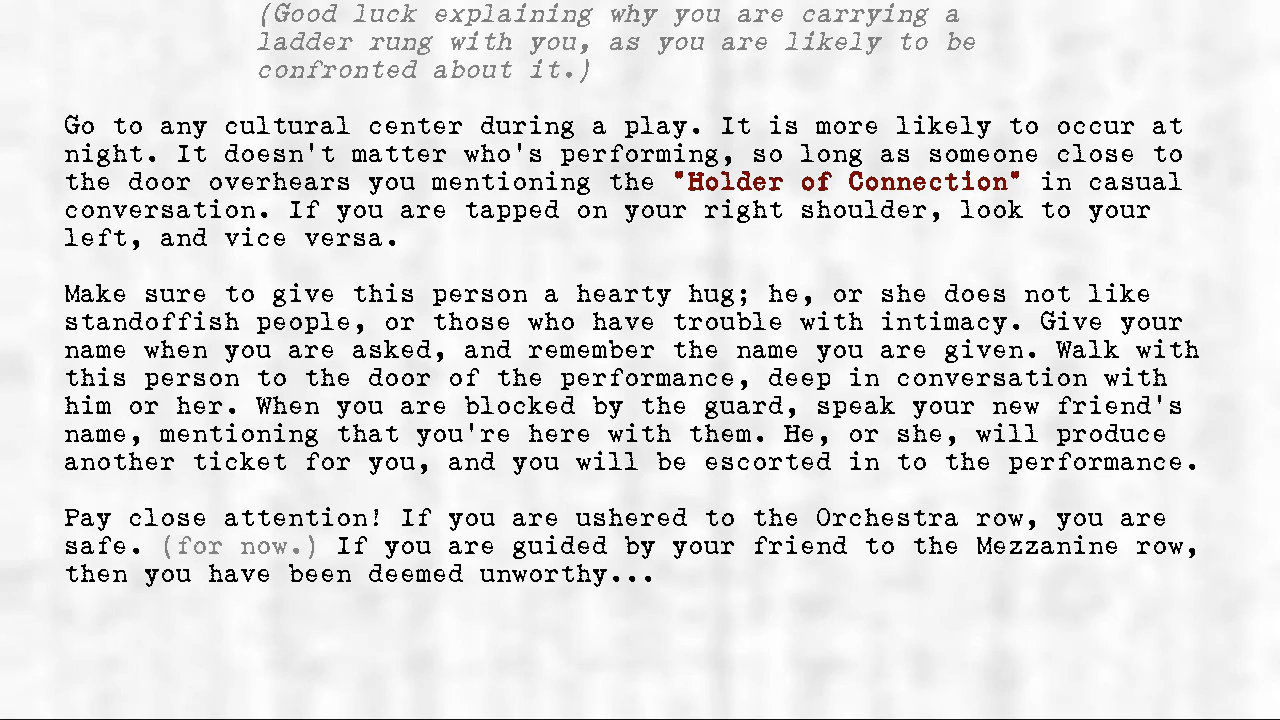 (Good luck explaining why you are carrying a
ladder rung with you, as you are likely to be
confronted about it.)
Go to any cultural center during a play. It is more likely to occur at
night. It doesn't matter who's performing, so long as someone close to
the door overhears you mentioning the "Holder of Connection" in casual
conversation. If you are tapped on your right shoulder, look to your
left, and vice versa.
Make sure to give this person a hearty hug; he, or she does not like
standoffish people, or those who have trouble with intimacy. Give your
name when you are asked, and remember the name you are given. Walk with
this person to the door of the performance, deep in conversation with
him or her. When you are blocked by the guard, speak your new friend's
name, mentioning that you're here with them. He, or she, will produce
another ticket for you, and you will be escorted in to the performance.
Pay close attention! If you are ushered to the Orchestra row, you are
safe. (for now.) If you are guided by your friend to the Mezzanine row,
then you have been deemed unworthy...